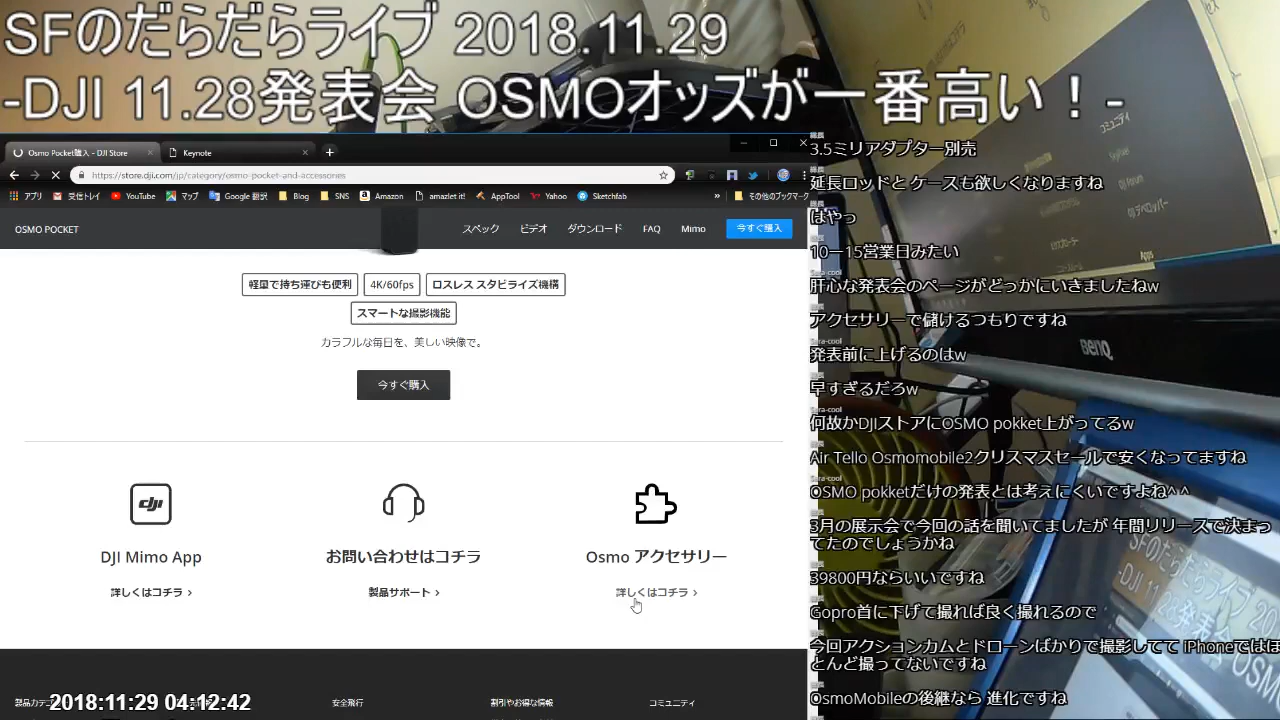 SFのだらだらライブ 2018.11.29
-DJI 11.28発表会 OSMOオッズが一番高い！-
Osmo Pocket購入 - DJI Store
Keynote
https://store.dji.com/jp/category/osmo-pocket-and-accessories
アプリ
受信トレイ
YouTube
マップ
Google 翻訳
Blog
SNS
Amazon
amazlet it!
AppTool
Yahoo
Sketchfab
»
その他のブックマーク
OSMO POCKET
スペック
ビデオ
ダウンロード
FAQ
Mimo
今すぐ購入
軽量で持ち運びも便利
4K/60fps
ロスレス スタビライズ機構
スマートな撮影機能
カラフルな毎日を、美しい映像で。
今すぐ購入
DJI Mimo App
詳しくはコチラ >
お問い合わせはコチラ
製品サポート >
Osmo アクセサリー
詳しくはコチラ >
製品カテゴ
安全飛行
割引やお得な情報
コミュニティ
2018:11:29 04:12:42
3.5ミリアダプター別売
延長ロッドと ケースも欲しくなりますね
はやっ
10ー15営業日みたい
肝心な発表会のページがどっかにいきましたねw
アクセサリーで儲けるつもりですね
発表前に上げるのはw
早すぎるだろw
何故かDJIストアにOSMO pokket上がってるw
Air Tello Osmomobile2クリスマスセールで安くなってますね
OSMO pokketだけの発表とは考えにくいですよね^ ^
3月の展示会で今回の話を聞いてましたが 年間リリースで決まっ
てたのでしょうかね
39800円ならいいですね
Gopro首に下げて撮れば良く撮れるので
今回アクションカムとドローンばかりで撮影してて iPhoneではほ
とんど撮ってないですね
OsmoMobileの後継なら 進化ですね
コミュニティ
BenQ